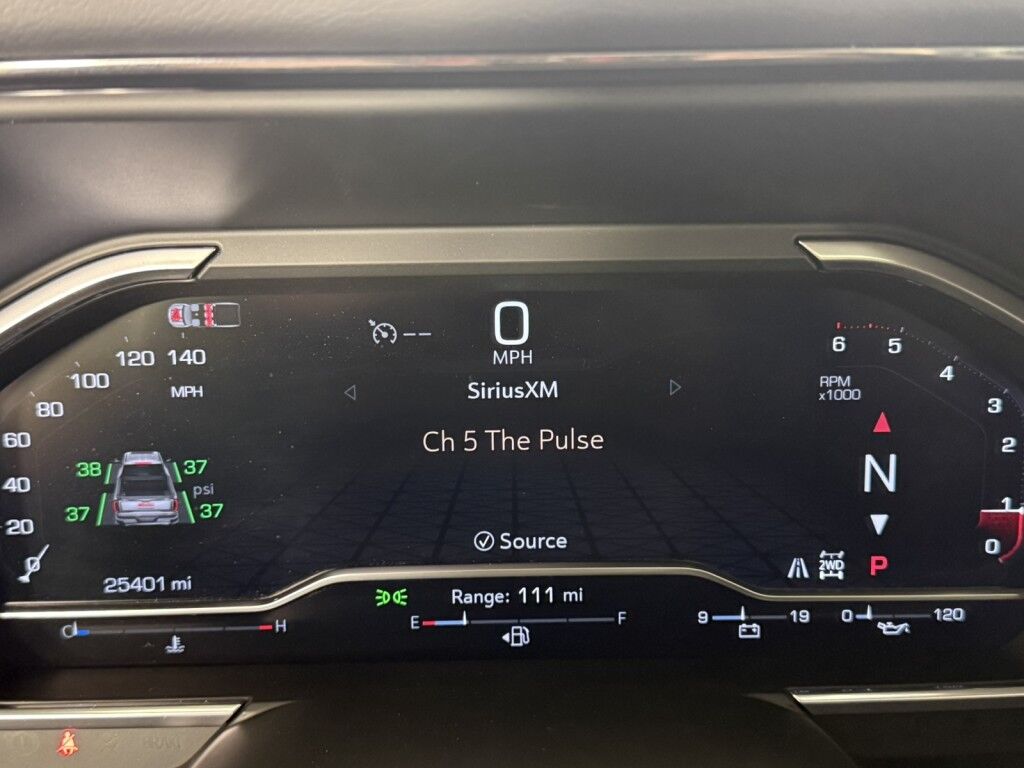 0
MPH
SiriusXM
Ch 5 The Pulse
Source
0
20
40
60
80
100
120
140
MPH
38
37
psi
37
37
25401 mi
6
5
4
3
2
1
0
RPM
x1000
N
2WD
P
Range: 111 mi
C
H
E
F
9
19
0
120